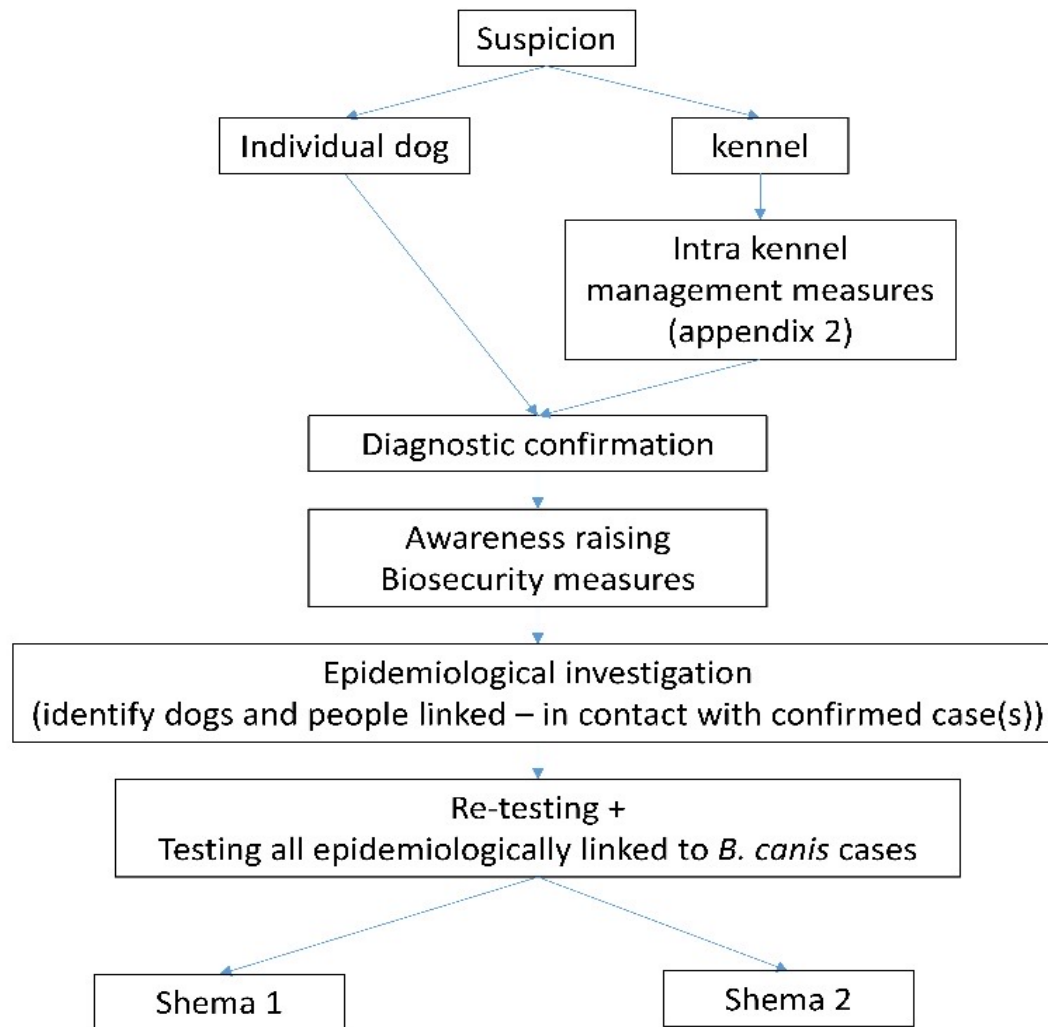 Suspicion
Individual dog
kennel
Intra kennel
management measures
(appendix 2)
Diagnostic confirmation
Awareness raising
Biosecurity measures
Epidemiological investigation
(identify dogs and people linked – in contact with confirmed case(s))
Re-testing +
Testing all epidemiologically linked to B. canis cases
Shema 1
Shema 2